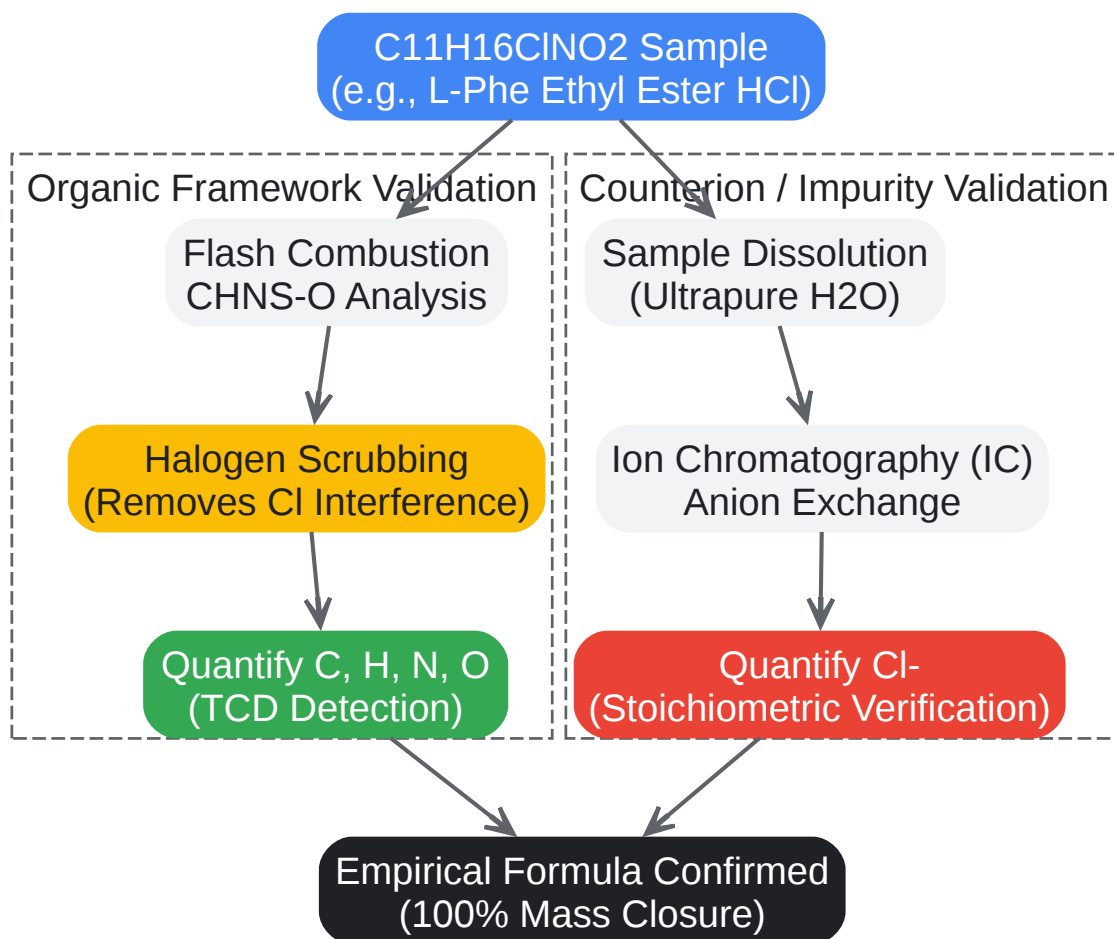 C11H16ClNO2 Sample
(e.g., L-Phe Ethyl Ester HCl)
Organic Framework Validation
Counterion / Impurity Validation
Flash Combustion
CHNS-O Analysis
Sample Dissolution
(Ultrapure H2O)
Halogen Scrubbing
(Removes Cl Interference)
Ion Chromatography (IC)
Anion Exchange
Quantify C, H, N, O
(TCD Detection)
Quantify Cl-
(Stoichiometric Verification)
Empirical Formula Confirmed
(100% Mass Closure)